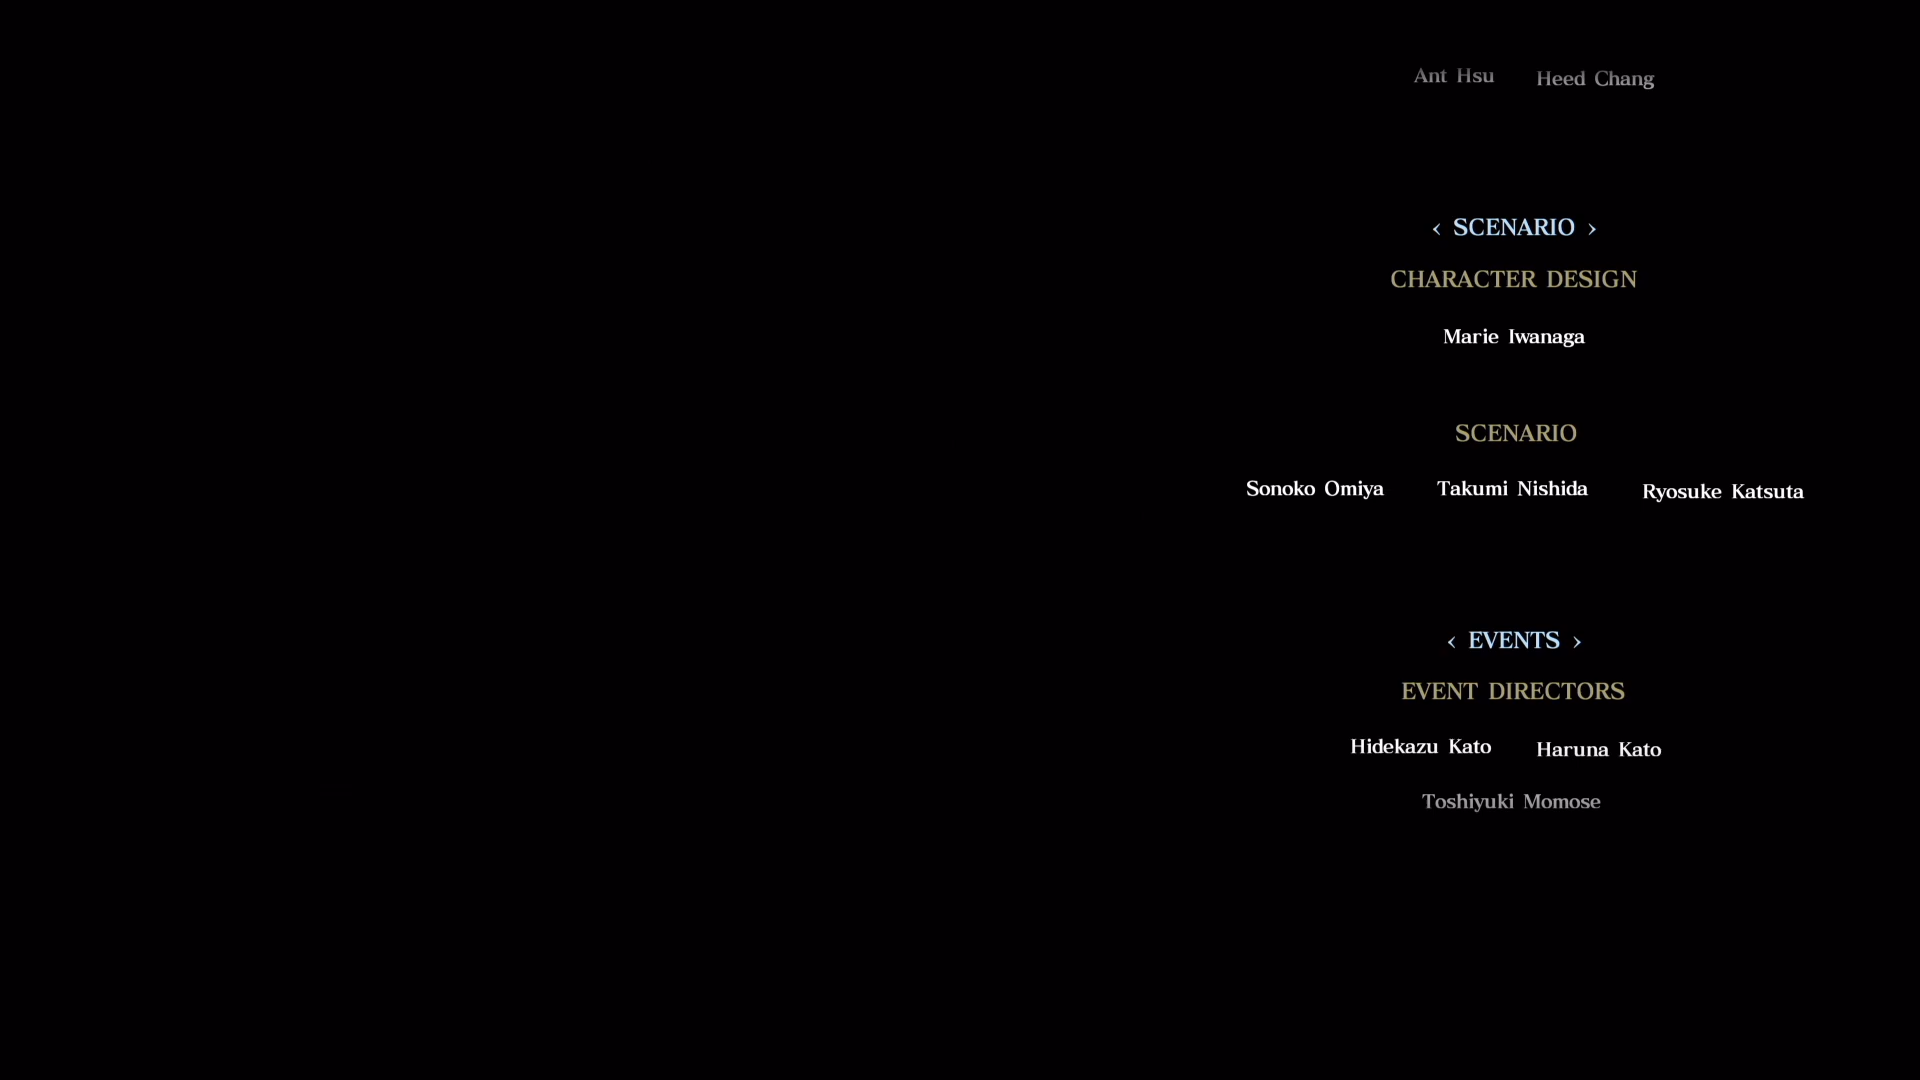 Ant Hsu Heed Chang
‹ SCENARIO ›
CHARACTER DESIGN
Marie Iwanaga
SCENARIO
Sonoko Omiya Takumi Nishida Ryosuke Katsuta
‹ EVENTS ›
EVENT DIRECTORS
Hidekazu Kato Haruna Kato
Toshiyuki Momose